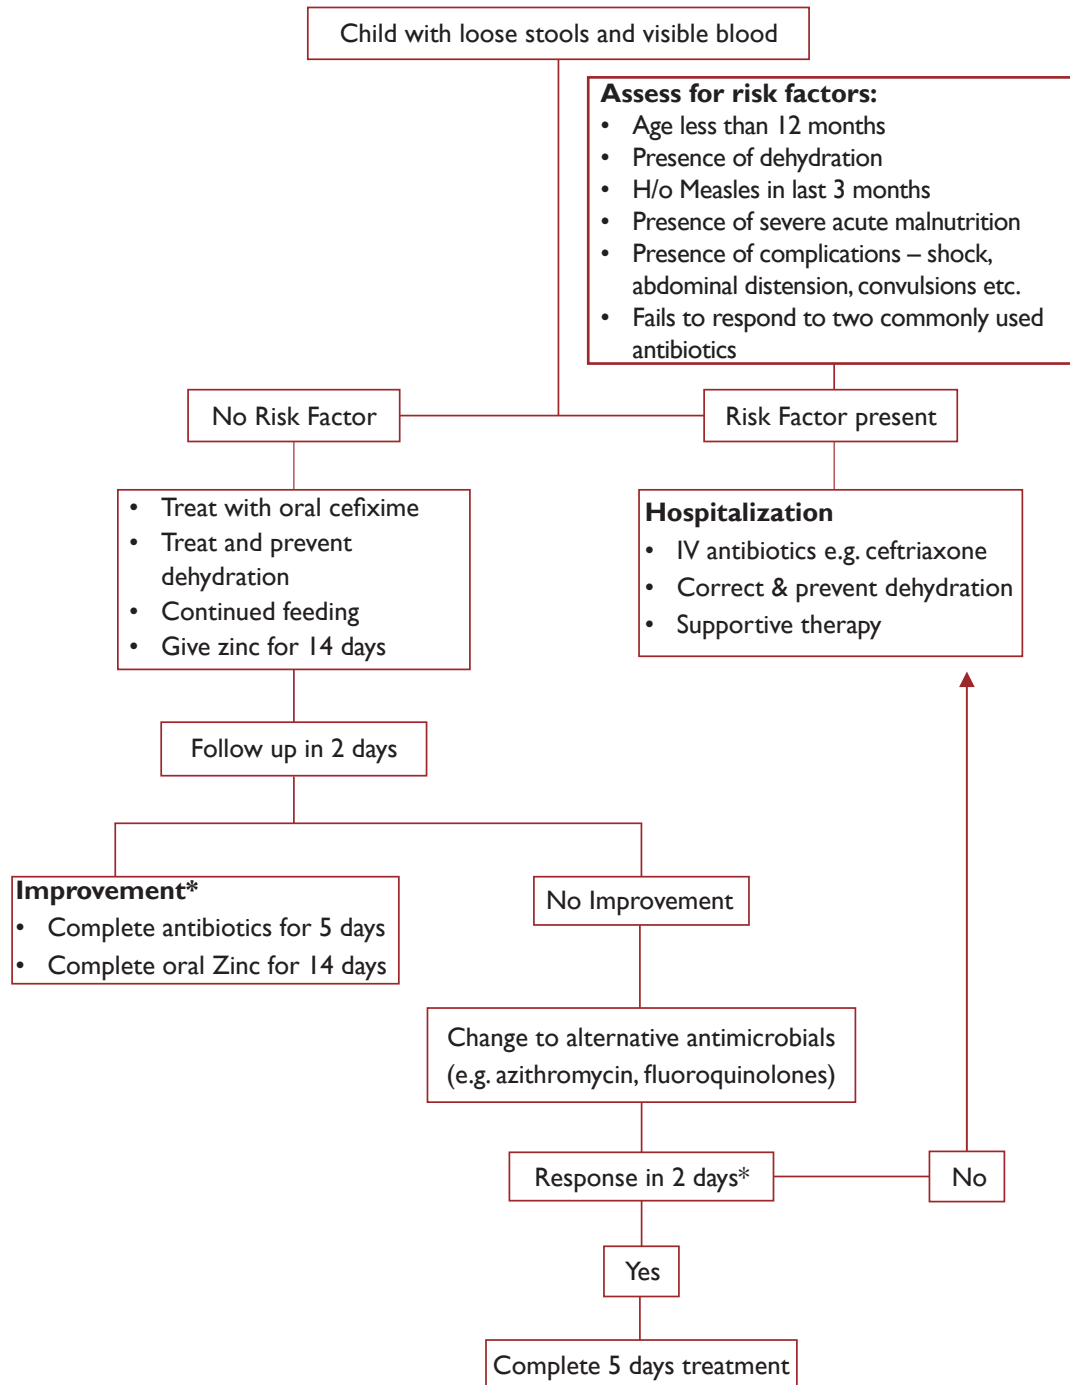 Child with loose stools and visible blood
Assess for risk factors:
• Age less than 12 months
• Presence of dehydration
• H/o Measles in last 3 months
• Presence of severe acute malnutrition
• Presence of complications – shock,
abdominal distension, convulsions etc.
• Fails to respond to two commonly used
antibiotics
No Risk Factor
Risk Factor present
• Treat with oral cefixime
• Treat and prevent
dehydration
• Continued feeding
• Give zinc for 14 days
Hospitalization
• IV antibiotics e.g. ceftriaxone
• Correct & prevent dehydration
• Supportive therapy
Follow up in 2 days
Improvement*
• Complete antibiotics for 5 days
• Complete oral Zinc for 14 days
No Improvement
Change to alternative antimicrobials
(e.g. azithromycin, fluoroquinolones)
Response in 2 days*
No
Yes
Complete 5 days treatment